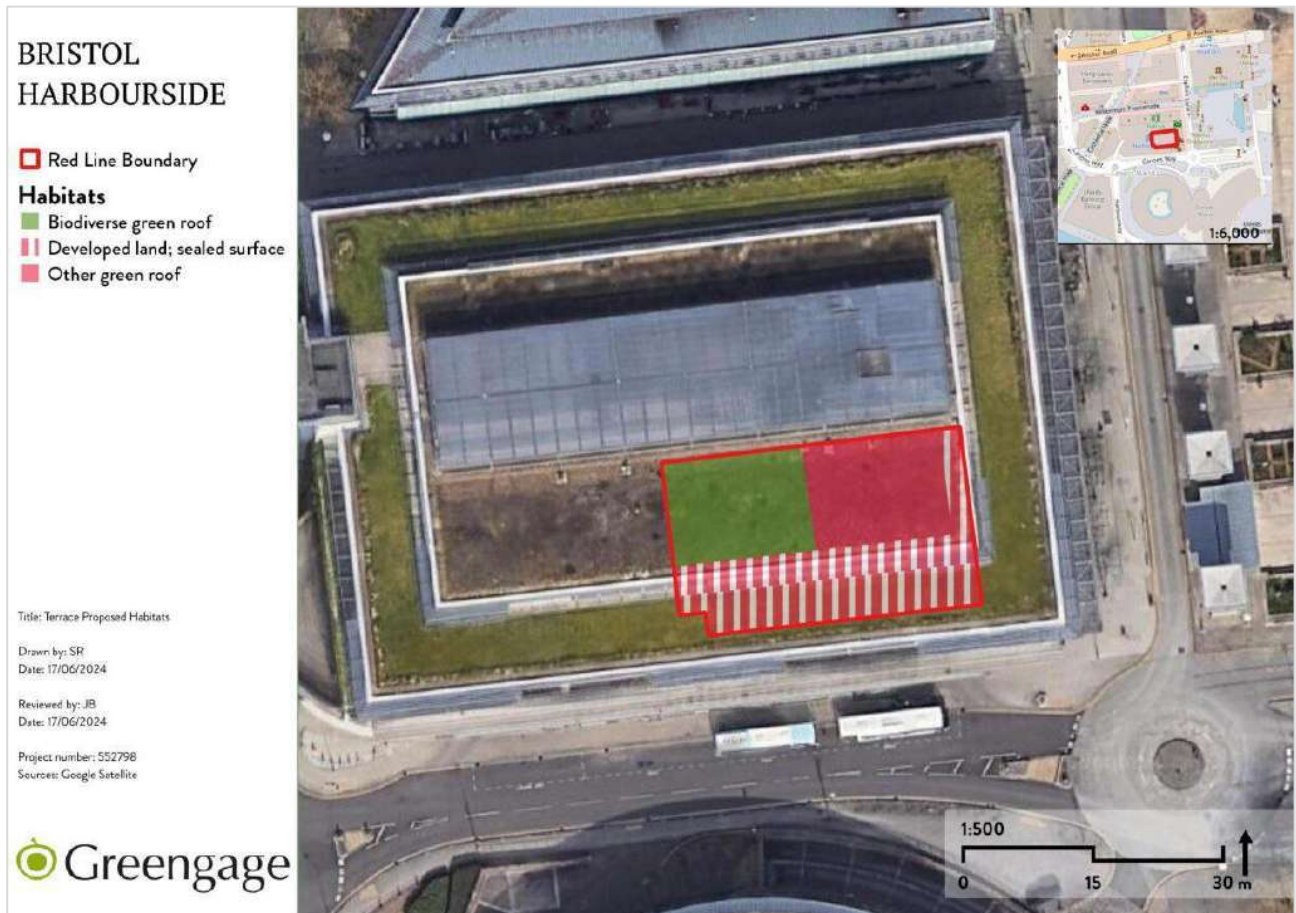 BRISTOL
HARBOURSIDE
Red Line Boundary
Habitats
Biodiverse green roof
Developed land; sealed surface
Other green roof
Title: Terrace Proposed Habitats
Drawn by: SR
Date: 17/06/2024
Reviewed by: JB
Date: 17/06/2024
Project number: 552798
Sources: Google Satellite
Greengage
1:6,000
1:500
0 15 30 m